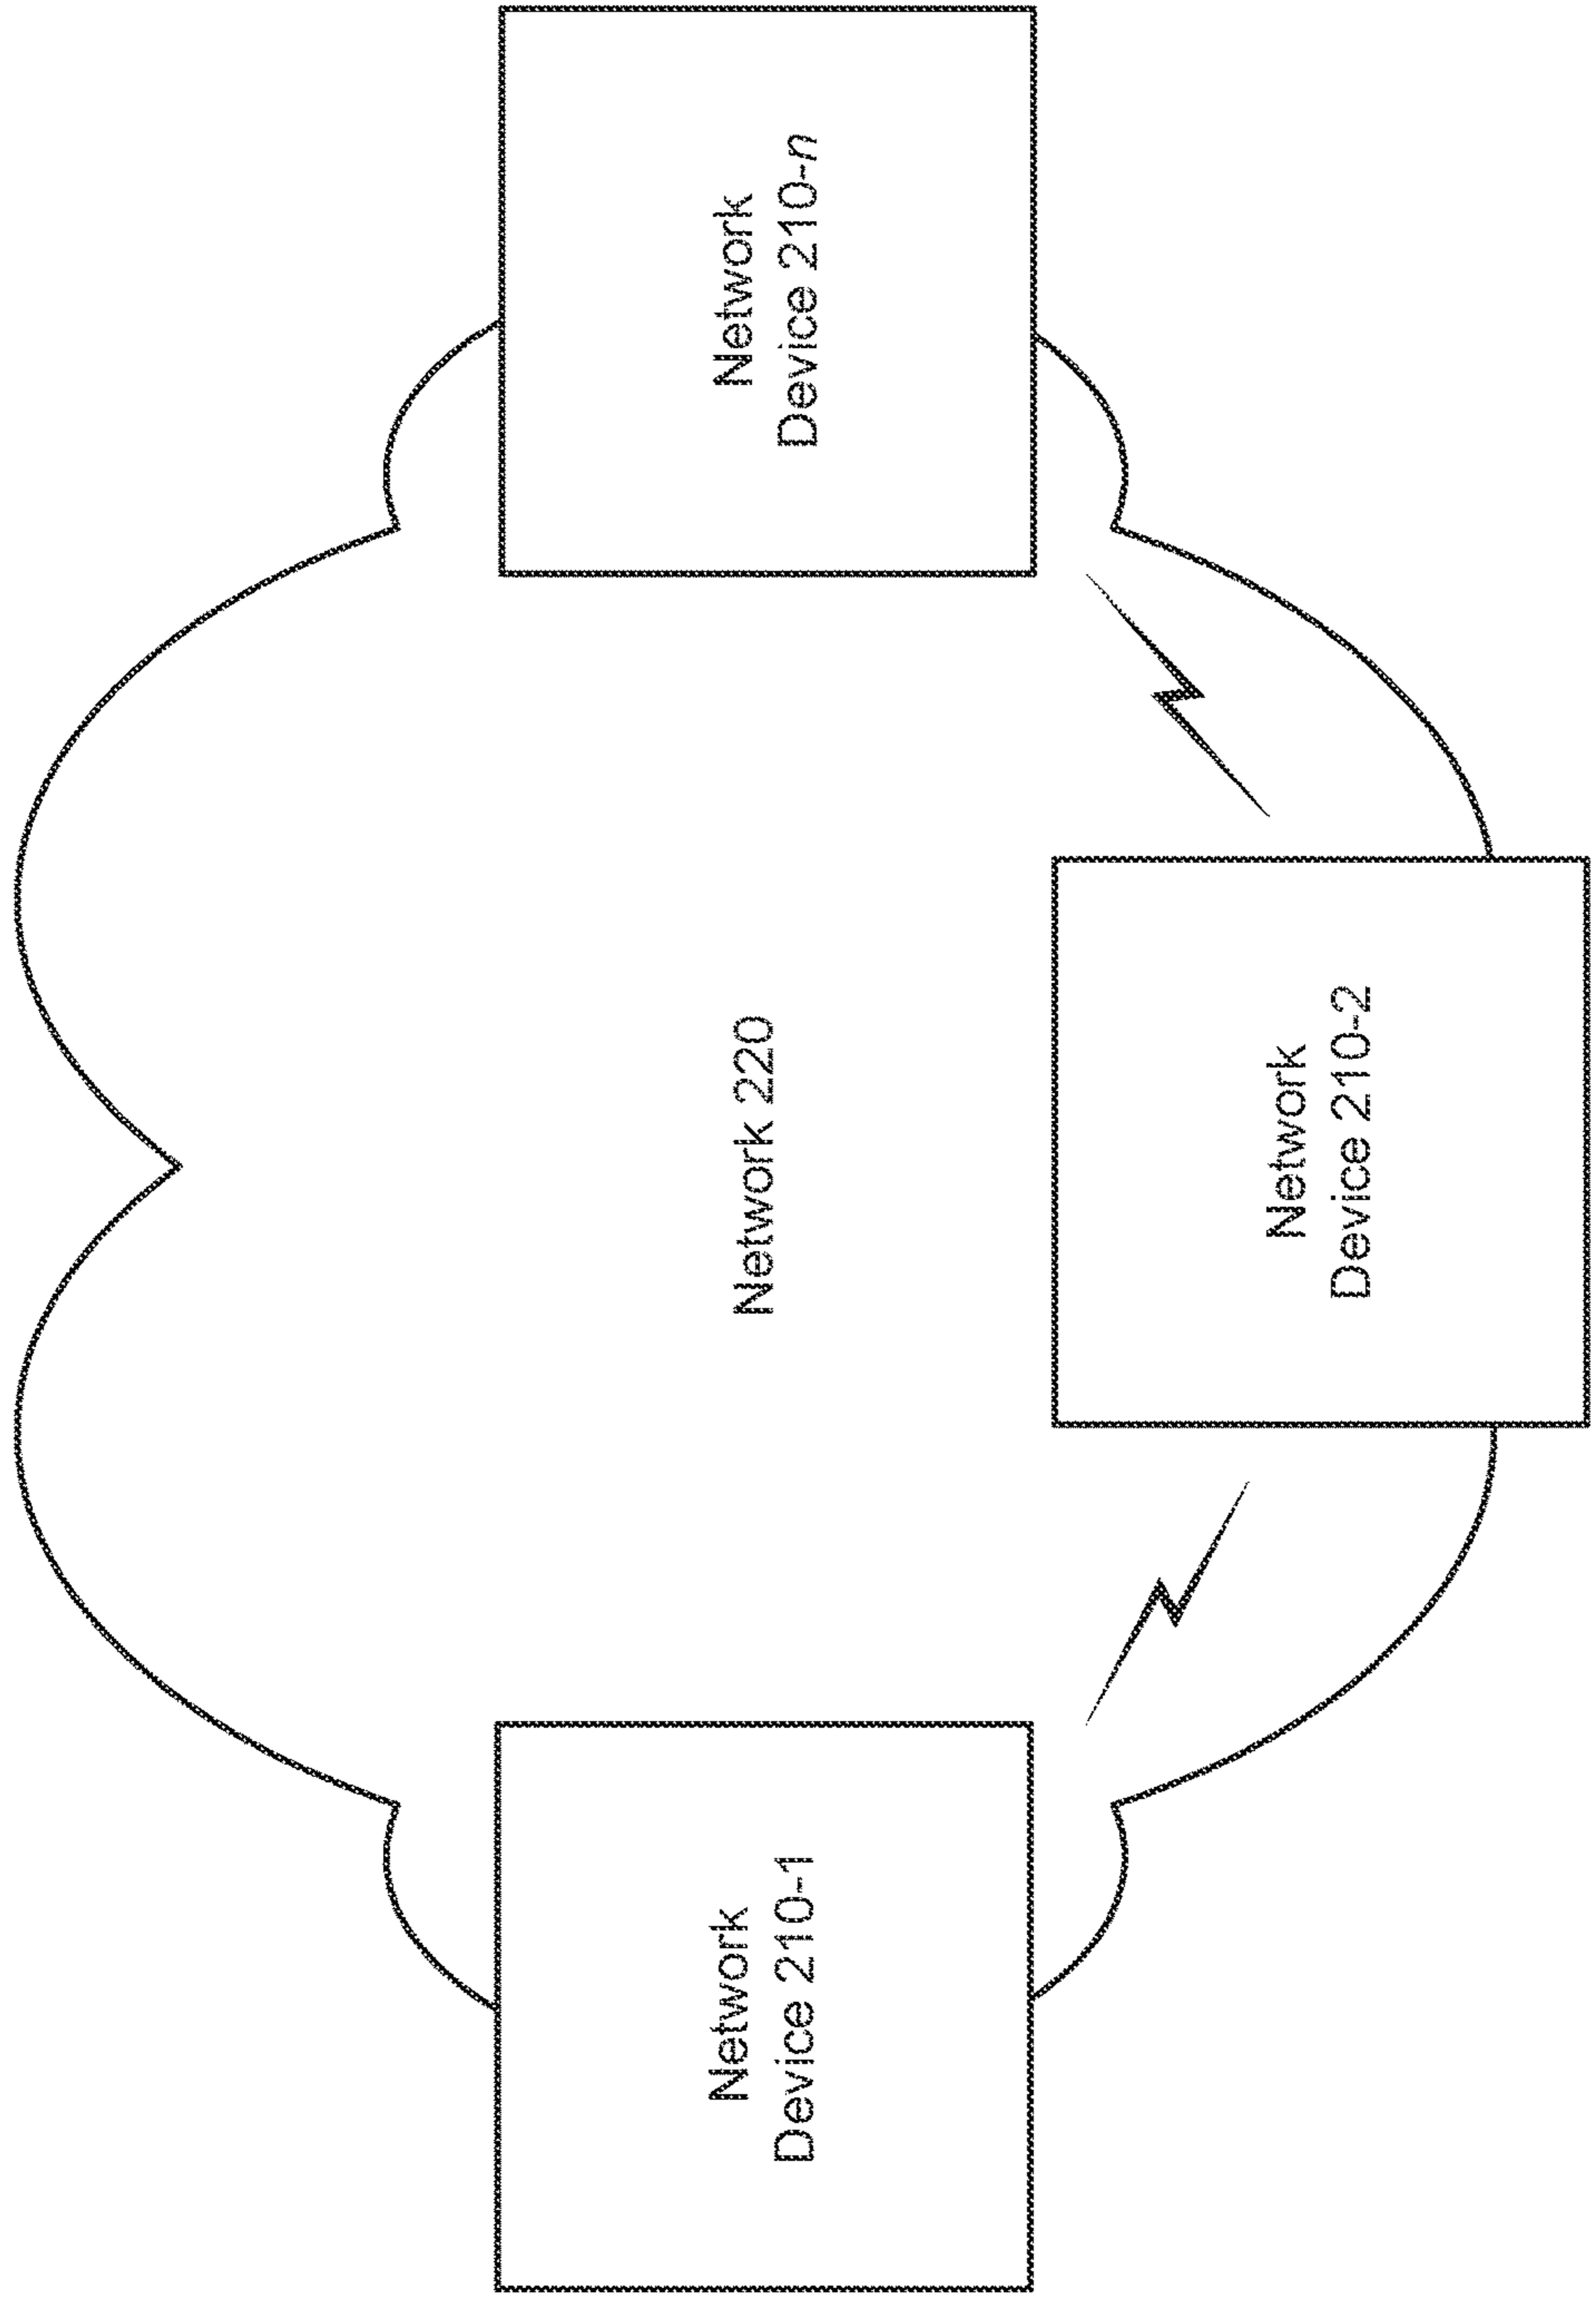 Network 220
Network
Device 210-1
Network
Device 210-2
Network
Device 210-n